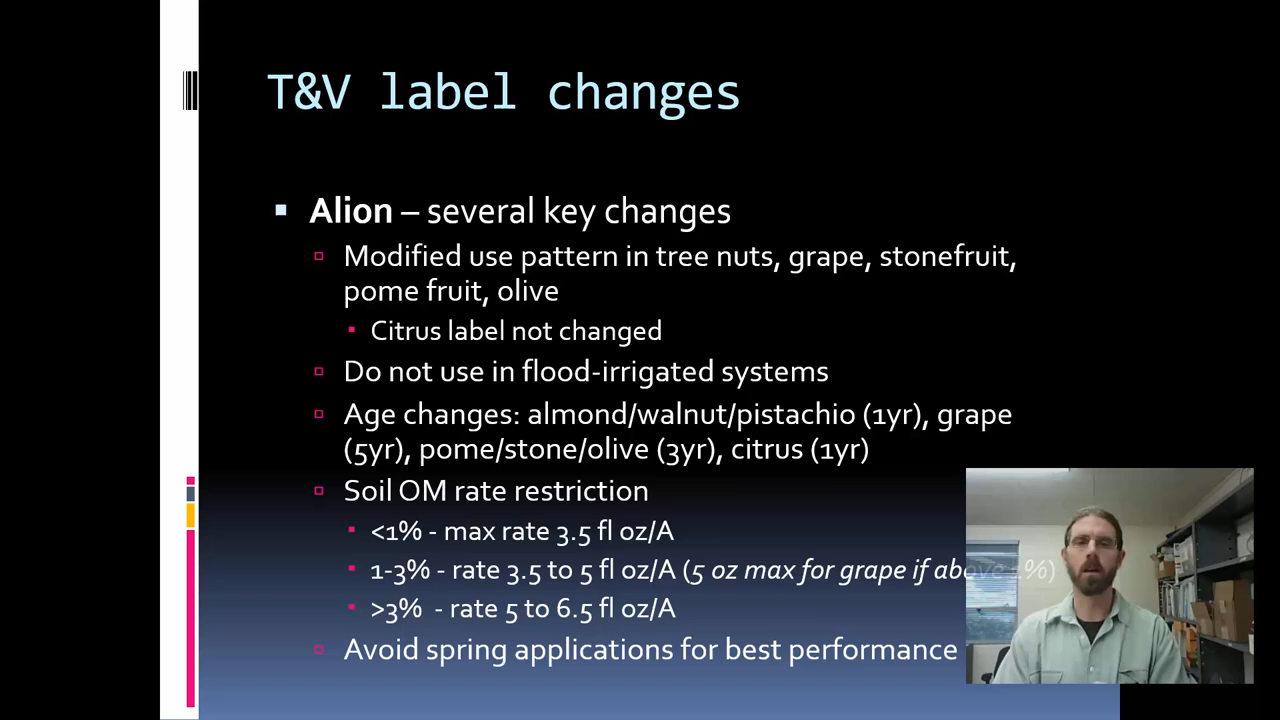 T&V label changes
Alion – several key changes
Modified use pattern in tree nuts, grape, stonefruit,
pome fruit, olive
Citrus label not changed
Do not use in flood-irrigated systems
Age changes: almond/walnut/pistachio (1yr), grape
(5yr), pome/stone/olive (3yr), citrus (1yr)
Soil OM rate restriction
<1% - max rate 3.5 fl oz/A
1-3% - rate 3.5 to 5 fl oz/A (5 oz max for grape if above 1%)
>3% - rate 5 to 6.5 fl oz/A
Avoid spring applications for best performance